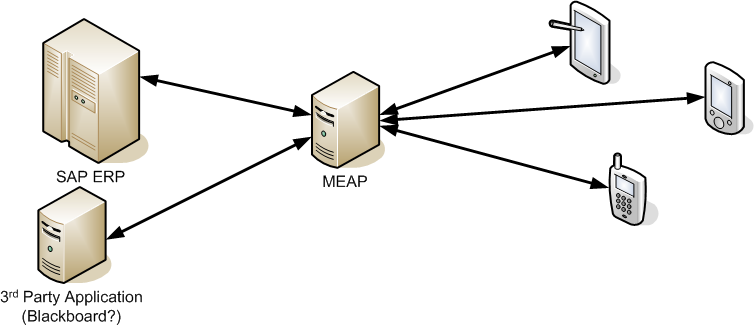 SAP ERP
MEAP
3rd Party Application
(Blackboard?)